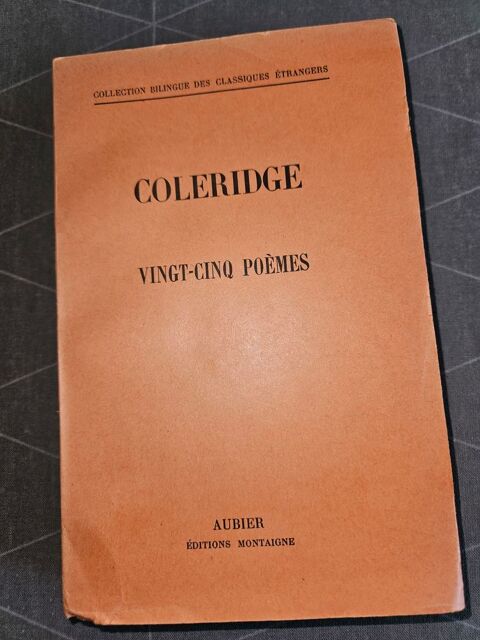 COLLECTION BILINGUE DES CLASSIQUES ÉTRANGERS
COLERIDGE
VINGT-CINQ POÈMES
AUBIER
ÉDITIONS MONTAIGNE